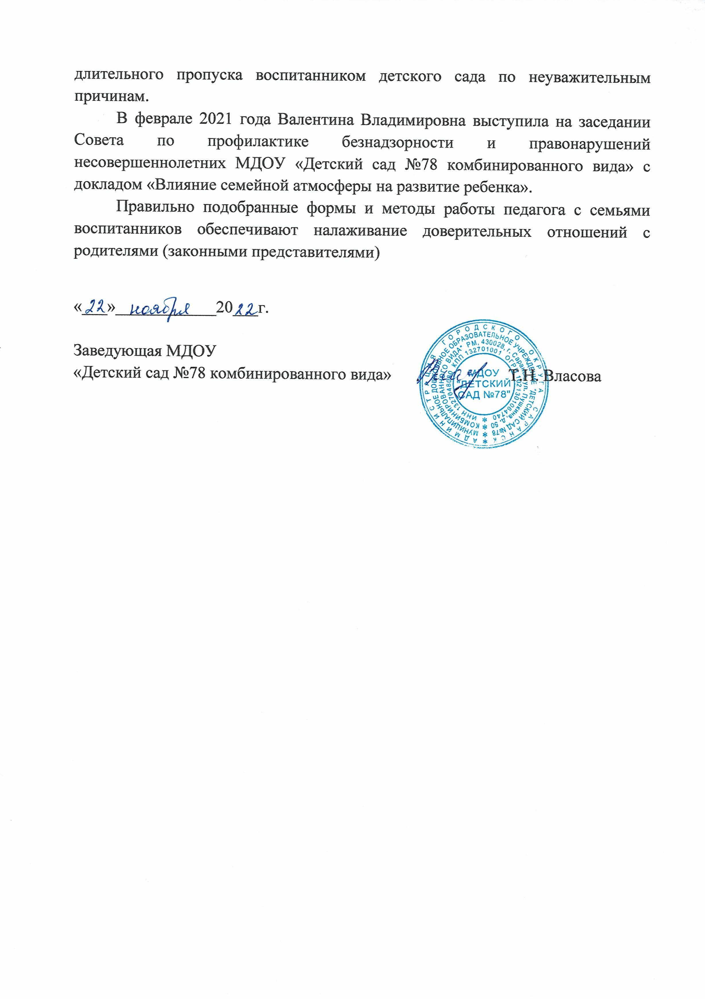 длительного пропуска воспитанником детского сада по неуважительным
причинам.
В феврале 2021 года Валентина Владимировна выступила на заседании
Совета по профилактике безнадзорности и правонарушений
несовершеннолетних МДОУ «Детский сад №78 комбинированного вида» с
докладом «Влияние семейной атмосферы на развитие ребенка».
Правильно подобранные формы и методы работы педагога с семьями
воспитанников обеспечивают налаживание доверительных отношений с
родителями (законными представителями)
«22» ноября 2022г.
Заведующая МДОУ
«Детский сад №78 комбинированного вида» Т.Н. Власова
АДМИНИСТРАЦИЯ ГОРОДСКОГО ОКРУГА САРАНСК
МУНИЦИПАЛЬНОЕ ДОШКОЛЬНОЕ ОБРАЗОВАТЕЛЬНОЕ УЧРЕЖДЕНИЕ "ДЕТСКИЙ САД №78
КОМБИНИРОВАННОГО ВИДА" РМ, 430028, г. Саранск, ул. Пушкина, д. 50
ИНН 1327048080 КПП 132701001 ОГРН 1021301064740
МДОУ
"ДЕТСКИЙ
САД №78"